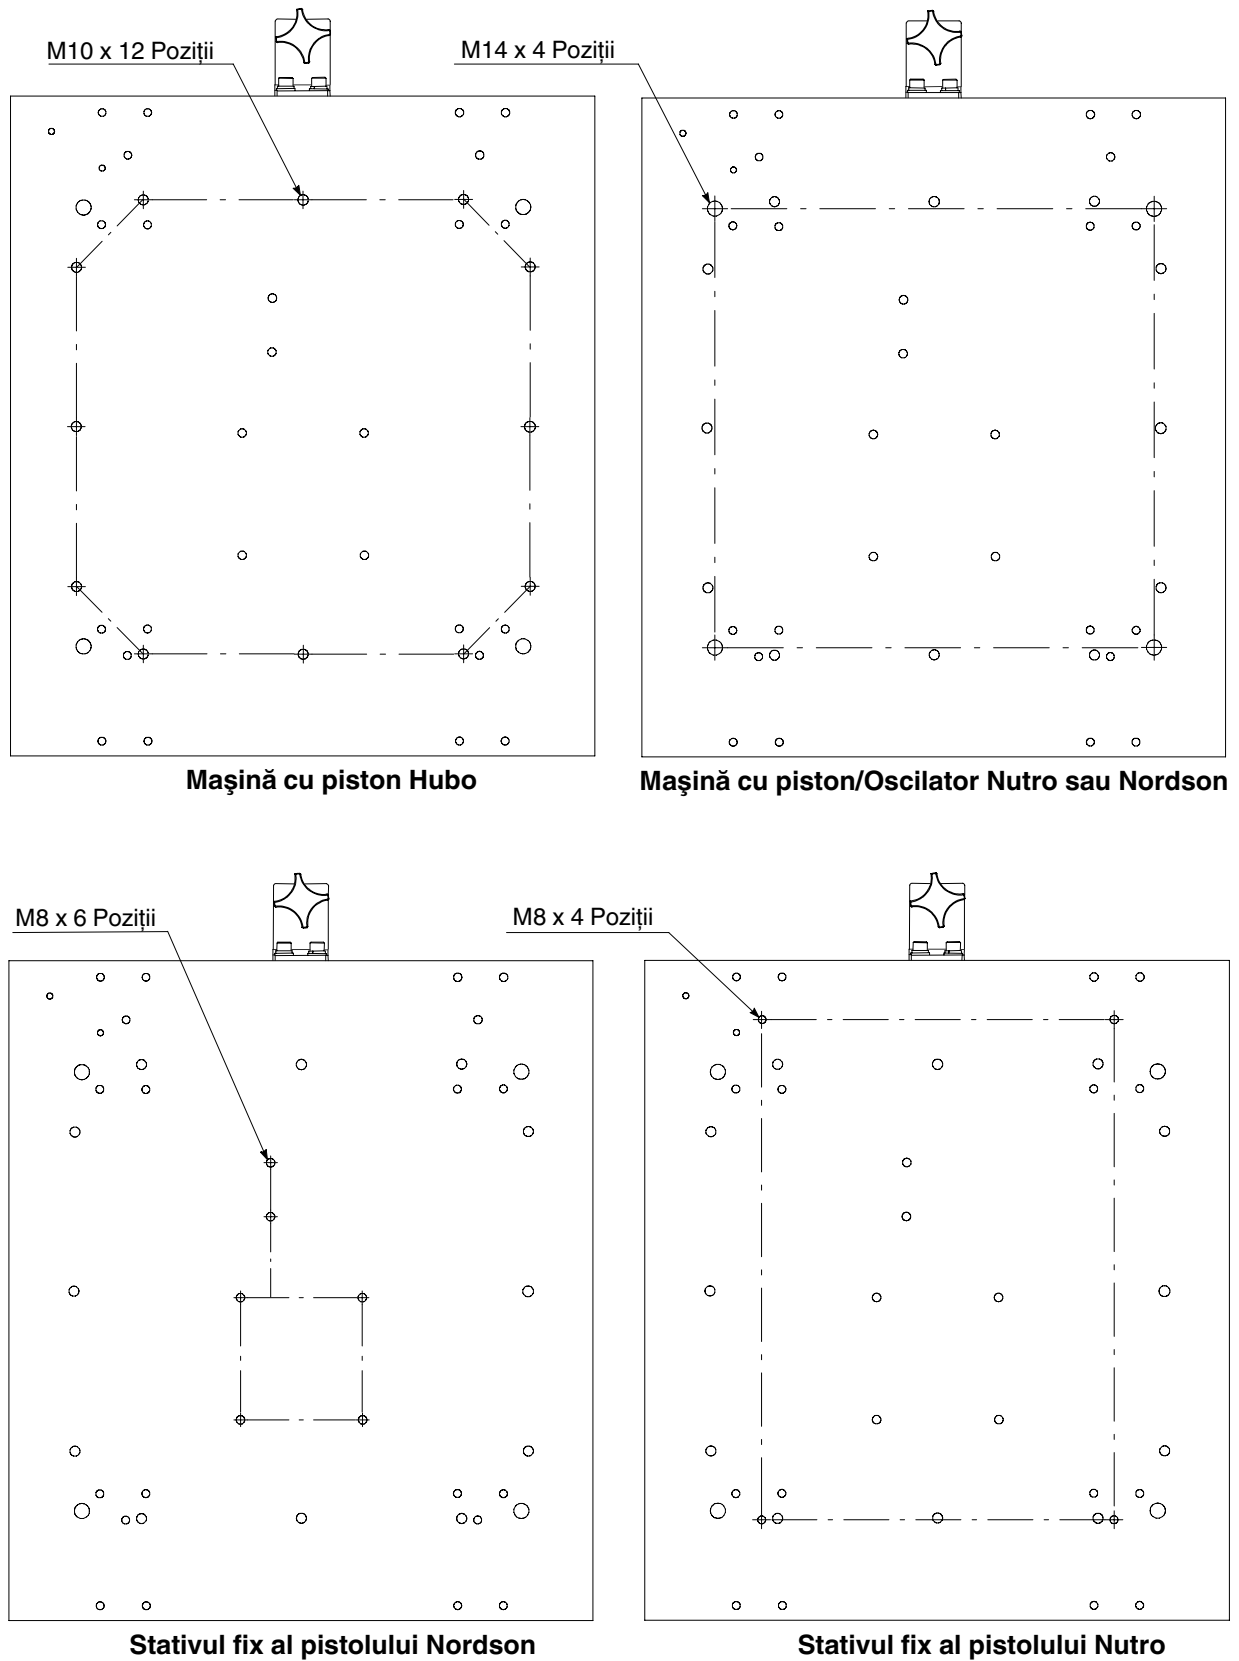 M10 x 12 Poziții
M14 x 4 Poziții
Maşină cu piston Hubo
Maşină cu piston/Oscilator Nutro sau Nordson
M8 x 6 Poziții
M8 x 4 Poziții
Stativul fix al pistolului Nordson
Stativul fix al pistolului Nutro